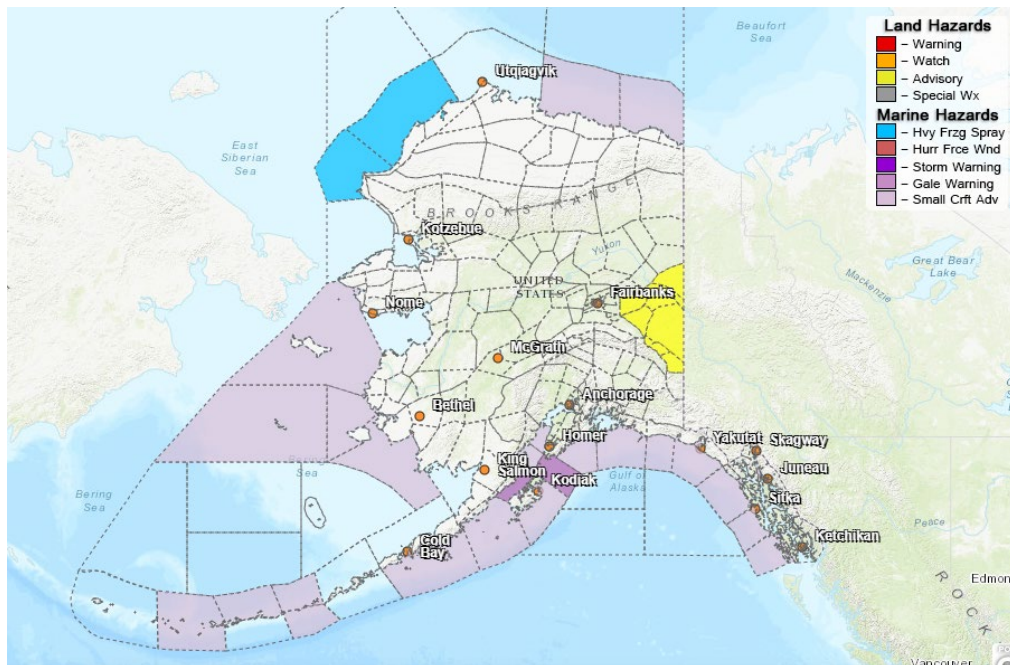 Beaufort
Sea
Land Hazards
– Warning
– Watch
– Advisory
– Special Wx
Marine Hazards
– Hvy Frzg Spray
– Hurr Frce Wnd
– Storm Warning
– Gale Warning
– Small Crft Adv
Utqiagvik
East
Siberian
Sea
BROOKS RANGE
Kotzebue
Yukon
Great Bear
Lake
Mackenzie
UNITED
STATES
Fairbanks
Nome
McGrath
Anchorage
Bethel
Homer
Yakutat
Skagway
King
Salmon
Juneau
Sea
Kodiak
Gulf of
Alaska
Bering
Sea
Sitka
Peace
Cold
Bay
Ketchikan
Edmon
ROCK
Vancouver